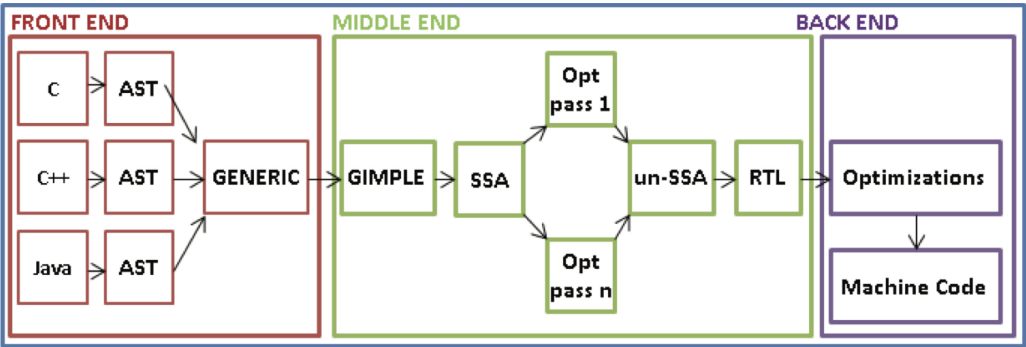 FRONT END
MIDDLE END
BACK END
C
AST
C++
AST
Java
AST
GENERIC
GIMPLE
SSA
Opt
pass 1
Opt
pass n
un-SSA
RTL
Optimizations
Machine Code